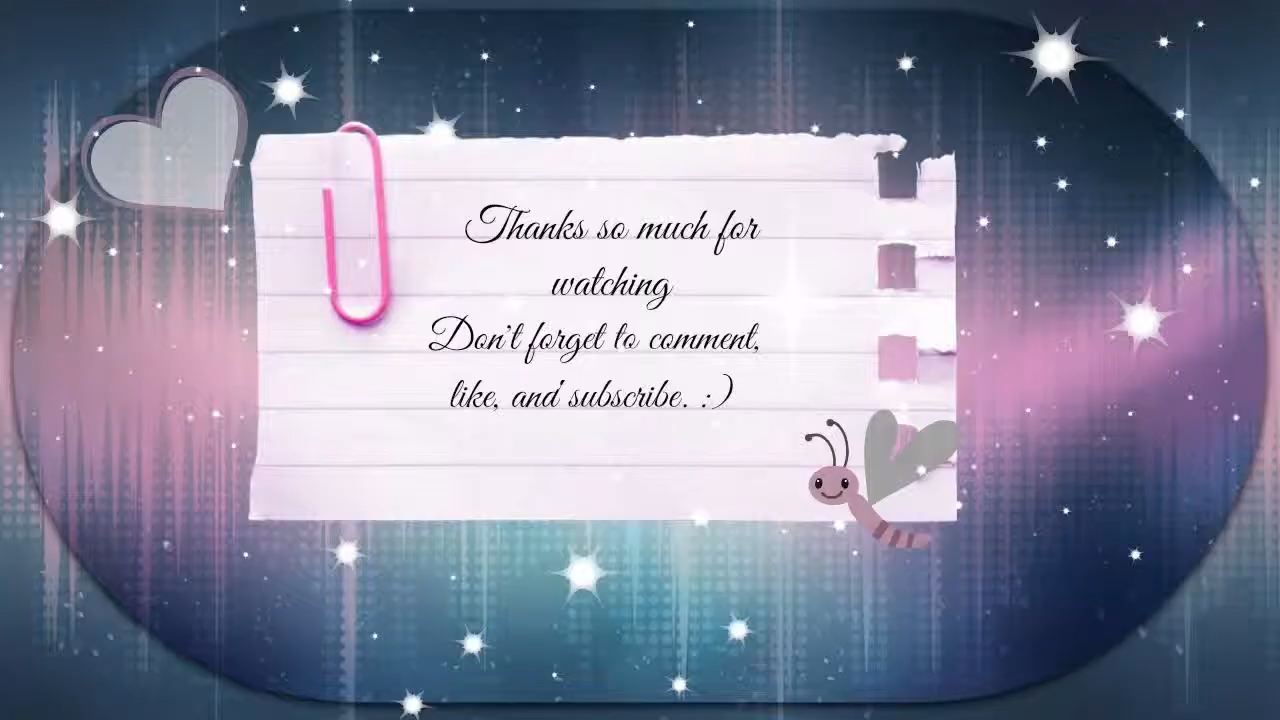 Thanks so much for
watching
Don't forget to comment,
like, and subscribe. :)